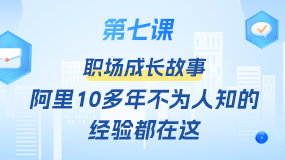 第七课
职场成长故事
阿里10多年不为人知的
经验都在这